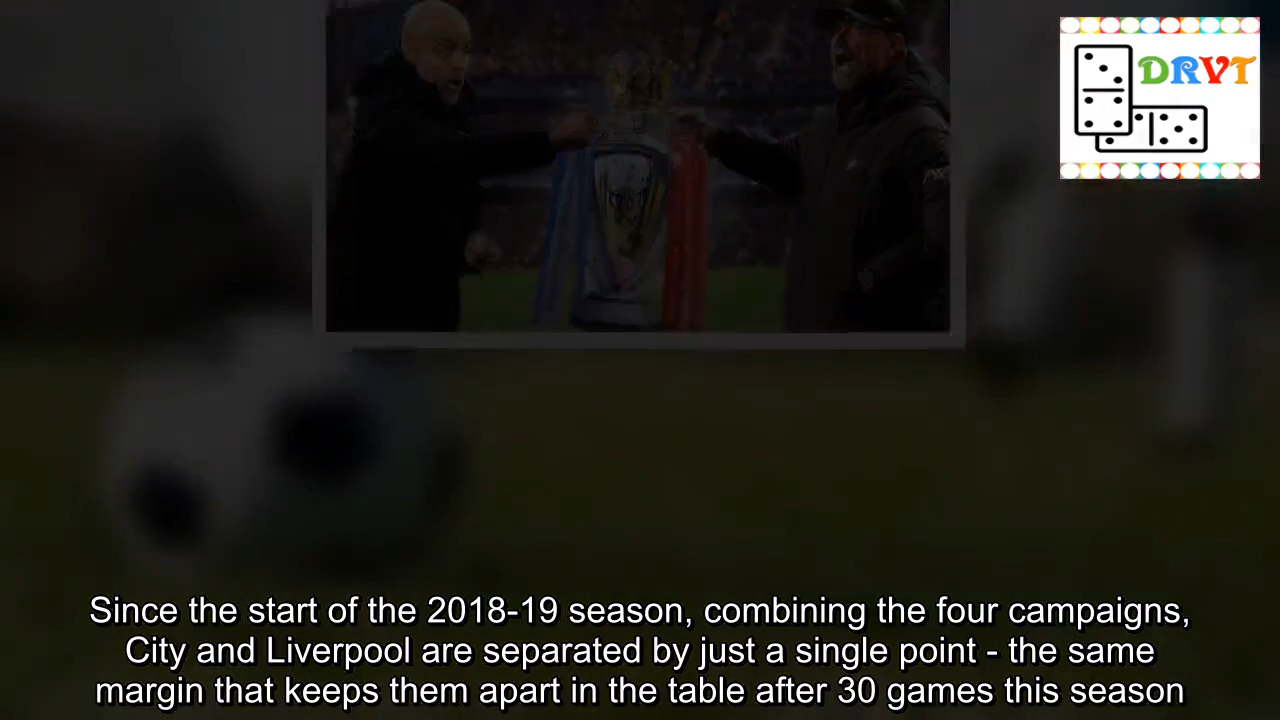 DRVT
Since the start of the 2018-19 season, combining the four campaigns,
City and Liverpool are separated by just a single point - the same
margin that keeps them apart in the table after 30 games this season